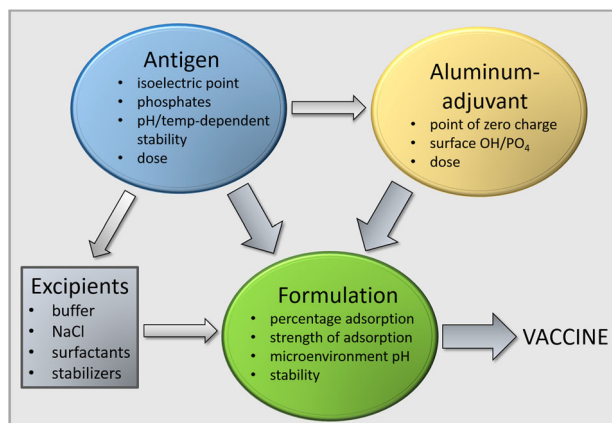 Antigen
• isoelectric point
• phosphates
• pH/temp-dependent
stability
• dose
Aluminum-
adjuvant
• point of zero charge
• surface OH/PO₄
• dose
Excipients
• buffer
• NaCl
• surfactants
• stabilizers
Formulation
• percentage adsorption
• strength of adsorption
• microenvironment pH
• stability
VACCINE